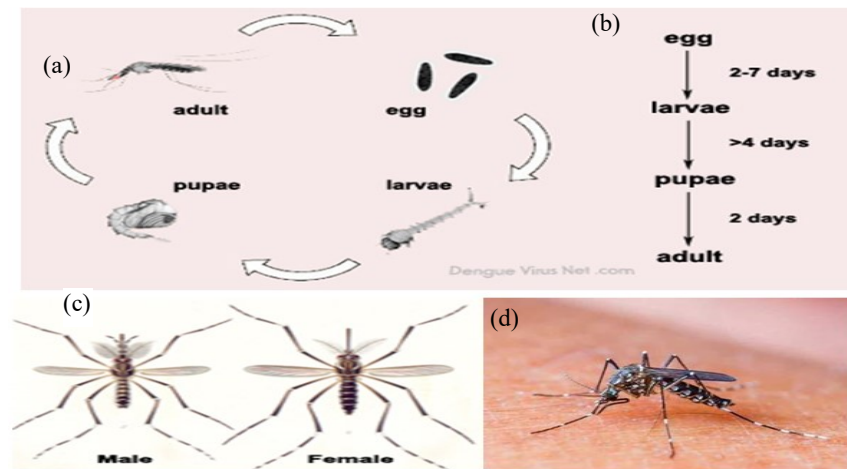 (a)
adult
egg
pupae
larvae
Dengue Virus Net .com
(b)
egg
2-7 days
larvae
>4 days
pupae
2 days
adult
(c)
Male
Female
(d)